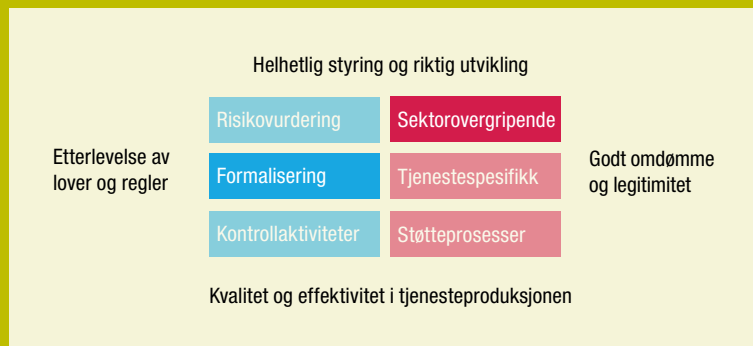 Helhetlig styring og riktig utvikling
Etterlevelse av
lover og regler
Risikovurdering
Sektorovergripende
Formalisering
Tjenestespesifikk
Kontrollaktiviteter
Støtteprosesser
Godt omdømme
og legitimitet
Kvalitet og effektivitet i tjenesteproduksjonen